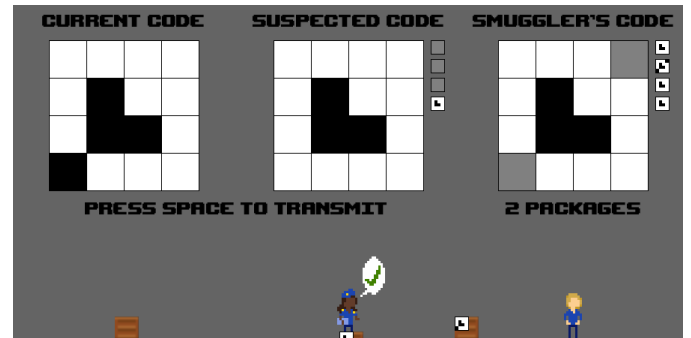 CURRENT CODE
SUSPECTED CODE
SMUGGLER'S CODE
PRESS SPACE TO TRANSMIT
2 PACKAGES